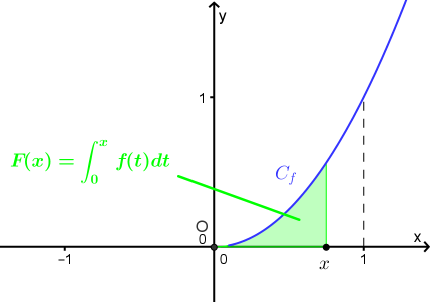 y
1
F(x) = ∫₀ˣ f(t)dt
C_f
O
0
x
−1
0
x
1